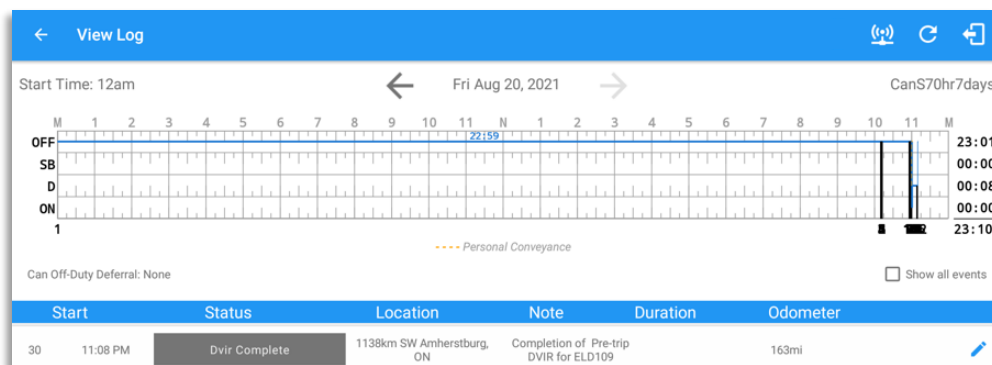 View Log
Start Time: 12am
Fri Aug 20, 2021
CanS70hr7days
M 1 2 3 4 5 6 7 8 9 10 11 N 1 2 3 4 5 6 7 8 9 10 11 M
OFF 22:59 23:01
SB 00:00
D 00:08
ON 00:00
1 23:10
Personal Conveyance
Can Off-Duty Deferral: None
Show all events
Start Status Location Note Duration Odometer
30 11:08 PM Dvir Complete 1138km SW Amherstburg, Completion of Pre-trip 163mi
ON DVIR for ELD109